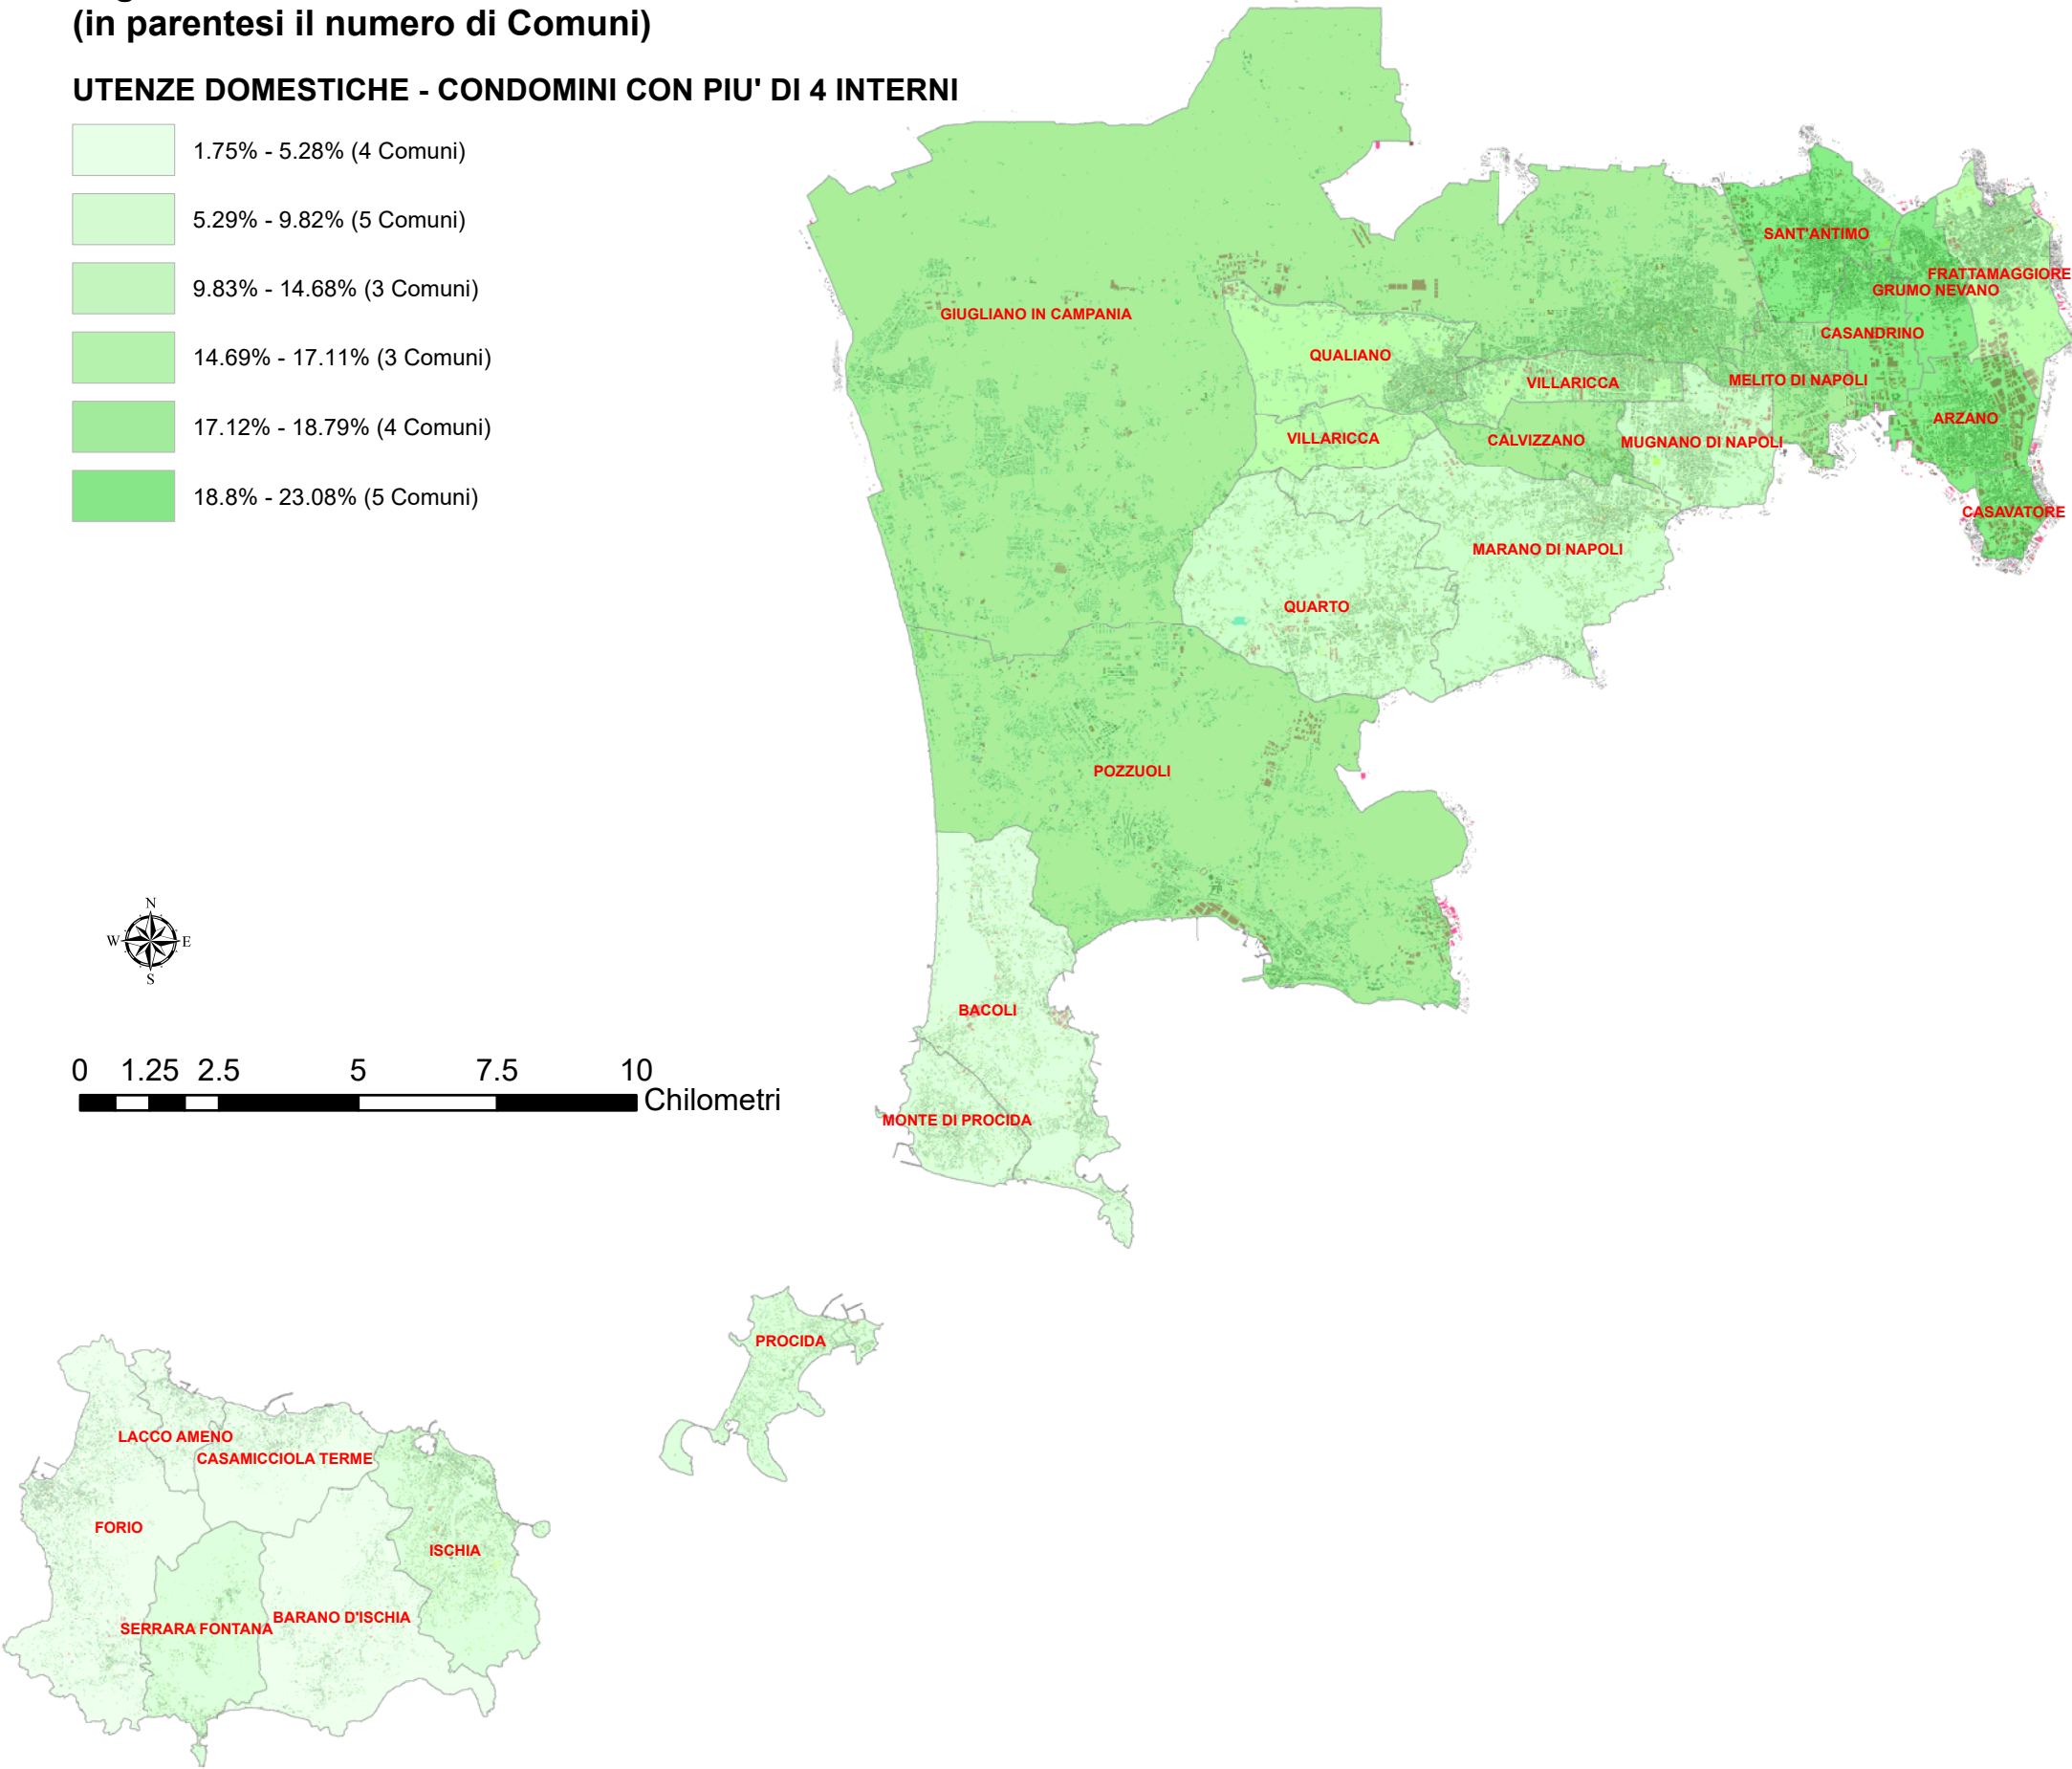 (in parentesi il numero di Comuni)
UTENZE DOMESTICHE - CONDOMINI CON PIU' DI 4 INTERNI
1.75% - 5.28% (4 Comuni)
5.29% - 9.82% (5 Comuni)
9.83% - 14.68% (3 Comuni)
14.69% - 17.11% (3 Comuni)
17.12% - 18.79% (4 Comuni)
18.8% - 23.08% (5 Comuni)
SANT'ANTIMO
FRATTAMAGGIORE
GRUMO NEVANO
GIUGLIANO IN CAMPANIA
CASANDRINO
QUALIANO
MELITO DI NAPOLI
VILLARICCA
ARZANO
VILLARICCA
CALVIZZANO
MUGNANO DI NAPOLI
CASAVATORE
MARANO DI NAPOLI
QUARTO
POZZUOLI
N
W E
S
BACOLI
0 1.25 2.5 5 7.5 10
Chilometri
MONTE DI PROCIDA
PROCIDA
LACCO AMENO
CASAMICCIOLA TERME
FORIO
ISCHIA
BARANO D'ISCHIA
SERRARA FONTANA